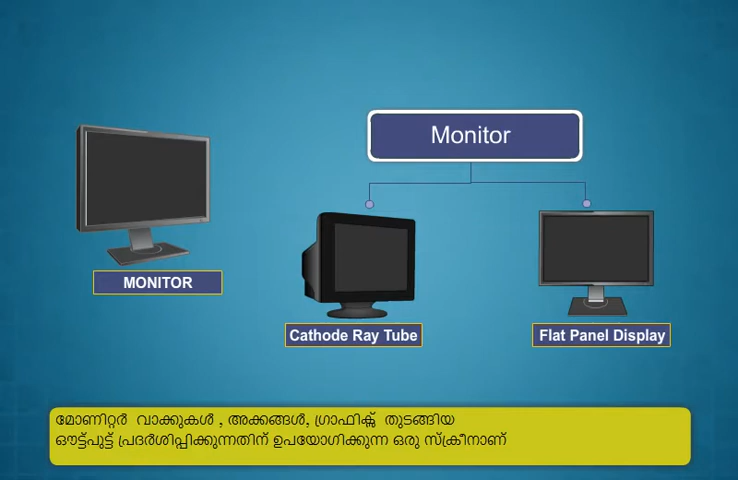 Monitor
MONITOR
Cathode Ray Tube
Flat Panel Display
മോണിറ്റർ വാക്കുകൾ , അക്കങ്ങൾ, ഗ്രാഫിക്സ് തുടങ്ങിയ
ഔട്ട്പുട്ട് പ്രദർശിപ്പിക്കുന്നതിന് ഉപയോഗിക്കുന്ന ഒരു സ്ക്രീനാണ്